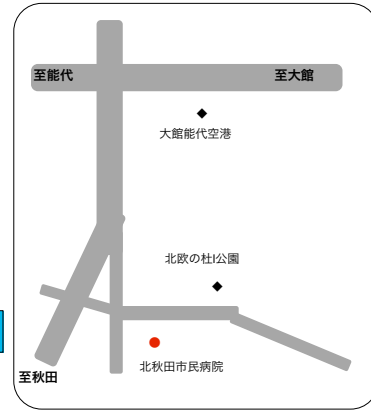 至能代
至大館
大館能代空港
北欧の杜I公園
北秋田市民病院
至秋田